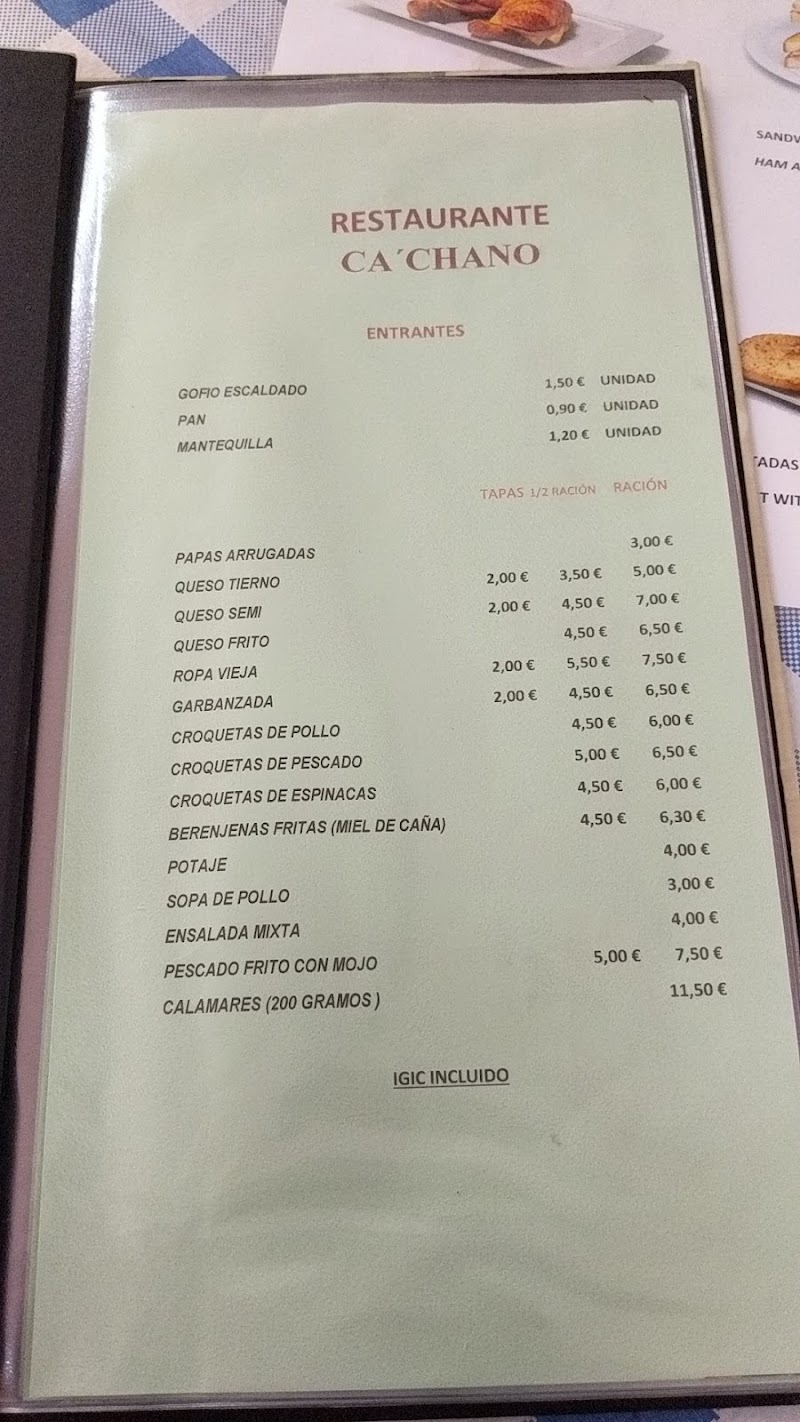 RESTAURANTE
CA´CHANO
ENTRANTES
GOFIO ESCALDADO 1,50 € UNIDAD
PAN 0,90 € UNIDAD
MANTEQUILLA 1,20 € UNIDAD
TAPAS 1/2 RACIÓN RACIÓN
PAPAS ARRUGADAS 3,00 €
QUESO TIERNO 2,00 € 3,50 € 5,00 €
QUESO SEMI 2,00 € 4,50 € 7,00 €
QUESO FRITO 4,50 € 6,50 €
ROPA VIEJA 2,00 € 5,50 € 7,50 €
GARBANZADA 2,00 € 4,50 € 6,50 €
CROQUETAS DE POLLO 4,50 € 6,00 €
CROQUETAS DE PESCADO 5,00 € 6,50 €
CROQUETAS DE ESPINACAS 4,50 € 6,00 €
BERENJENAS FRITAS (MIEL DE CAÑA) 4,50 € 6,30 €
POTAJE 4,00 €
SOPA DE POLLO 3,00 €
ENSALADA MIXTA 4,00 €
PESCADO FRITO CON MOJO 5,00 € 7,50 €
CALAMARES (200 GRAMOS ) 11,50 €
IGIC INCLUIDO
HAM